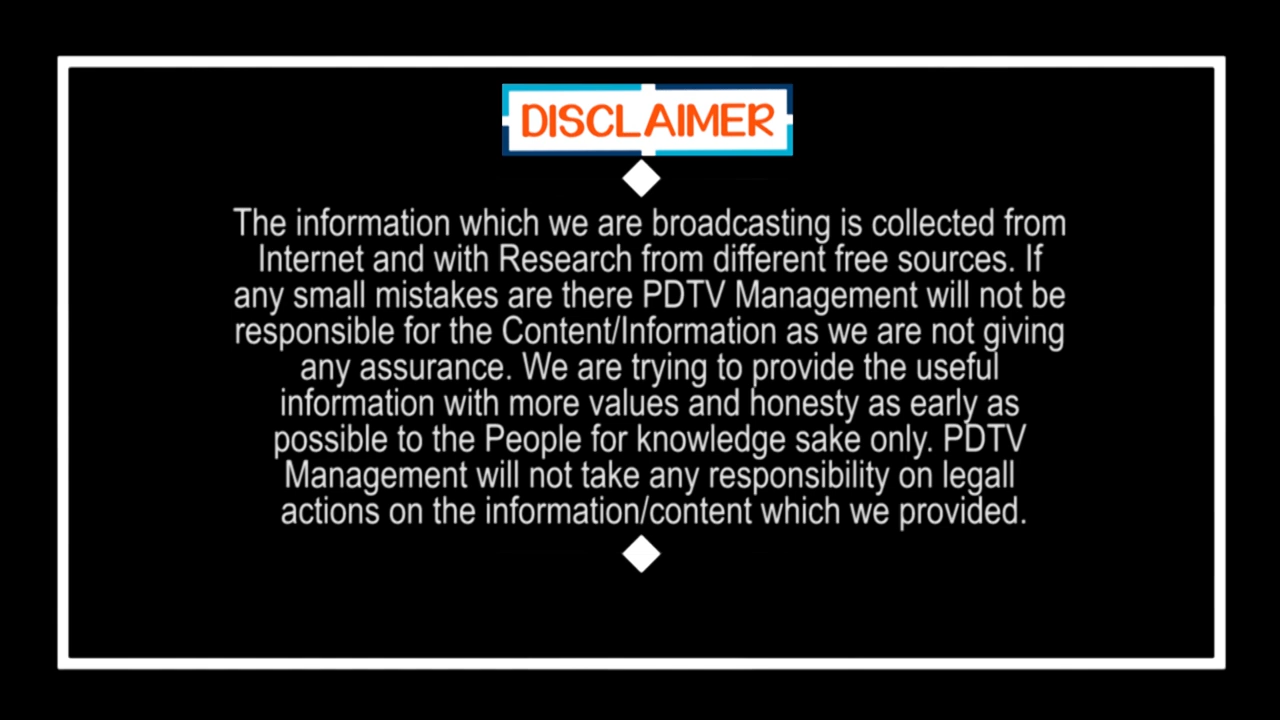 DISCLAIMER
The information which we are broadcasting is collected from
Internet and with Research from different free sources. If
any small mistakes are there PDTV Management will not be
responsible for the Content/Information as we are not giving
any assurance. We are trying to provide the useful
information with more values and honesty as early as
possible to the People for knowledge sake only. PDTV
Management will not take any responsibility on legall
actions on the information/content which we provided.